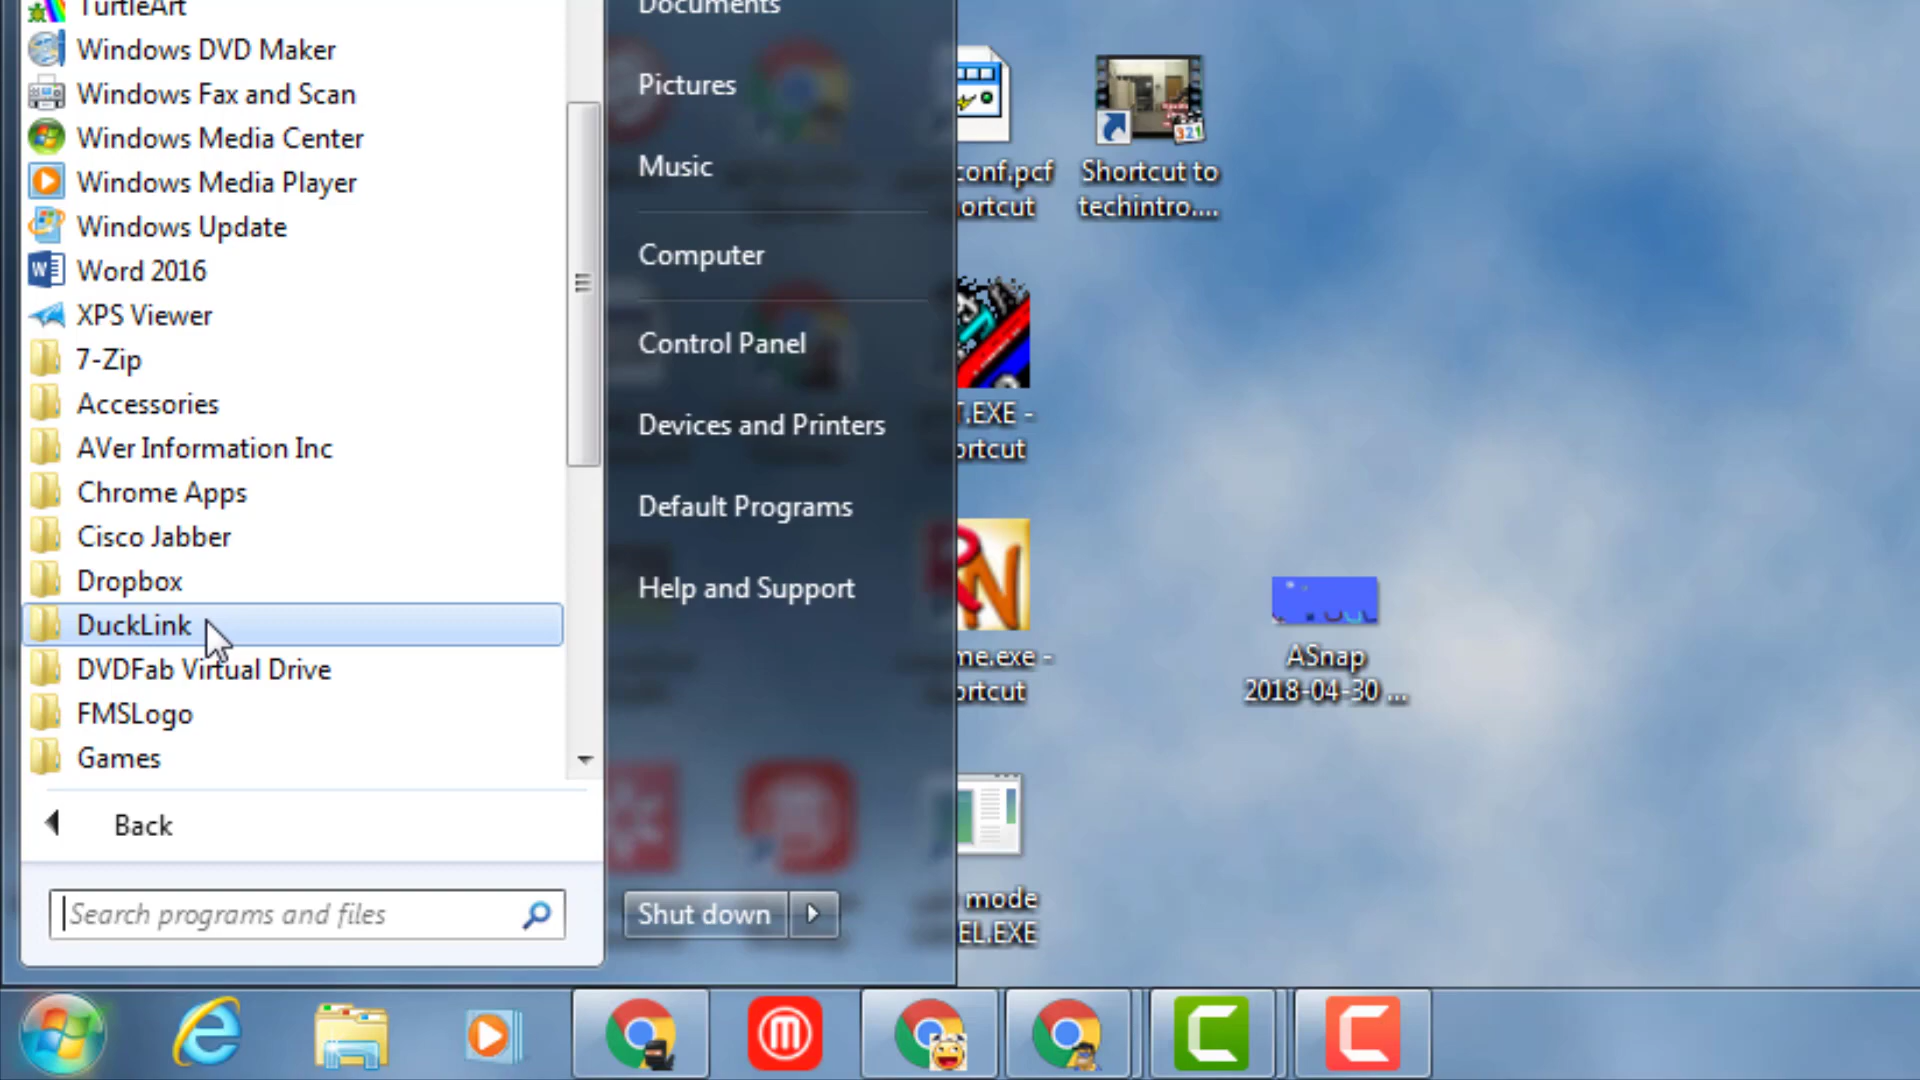 TurtleArt
Windows DVD Maker
Windows Fax and Scan
Windows Media Center
Windows Media Player
Windows Update
Word 2016
XPS Viewer
7-Zip
Accessories
AVer Information Inc
Chrome Apps
Cisco Jabber
Dropbox
DuckLink
DVDFab Virtual Drive
FMSLogo
Games
Back
Search programs and files
Documents
Pictures
Music
Computer
Control Panel
Devices and Printers
Default Programs
Help and Support
Shut down
conf.pcf
ortcut
Shortcut to
techintro....
T.EXE -
ortcut
me.exe -
ortcut
ASnap
2018-04-30 ...
mode
EL.EXE